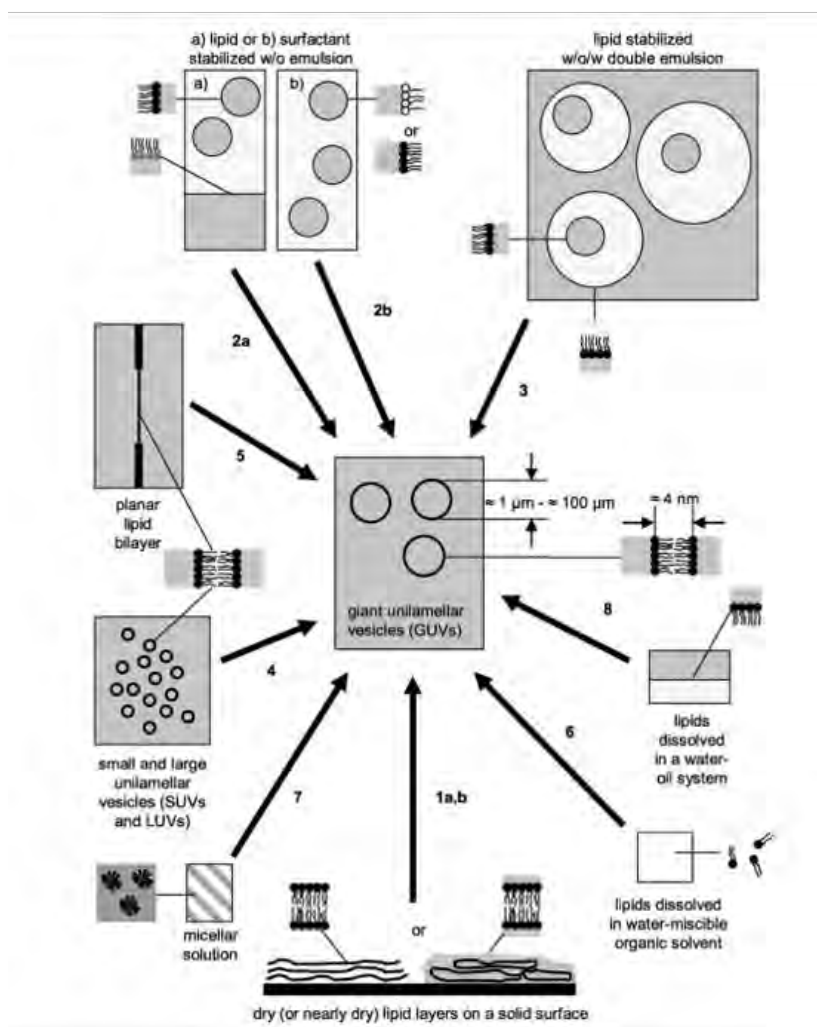 a) lipid or b) surfactant
stabilized w/o emulsion
lipid stabilized
w/o/w double emulsion
a)
b)
or
2a
2b
3
5
planar
lipid
bilayer
≈ 1 µm - ≈ 100 µm
≈ 4 nm
giant unilamellar
vesicles (GUVs)
8
4
small and large
unilamellar
vesicles (SUVs
and LUVs)
lipids
dissolved
in a water-
oil system
6
7
1a,b
micellar
solution
or
lipids dissolved
in water-miscible
organic solvent
dry (or nearly dry) lipid layers on a solid surface